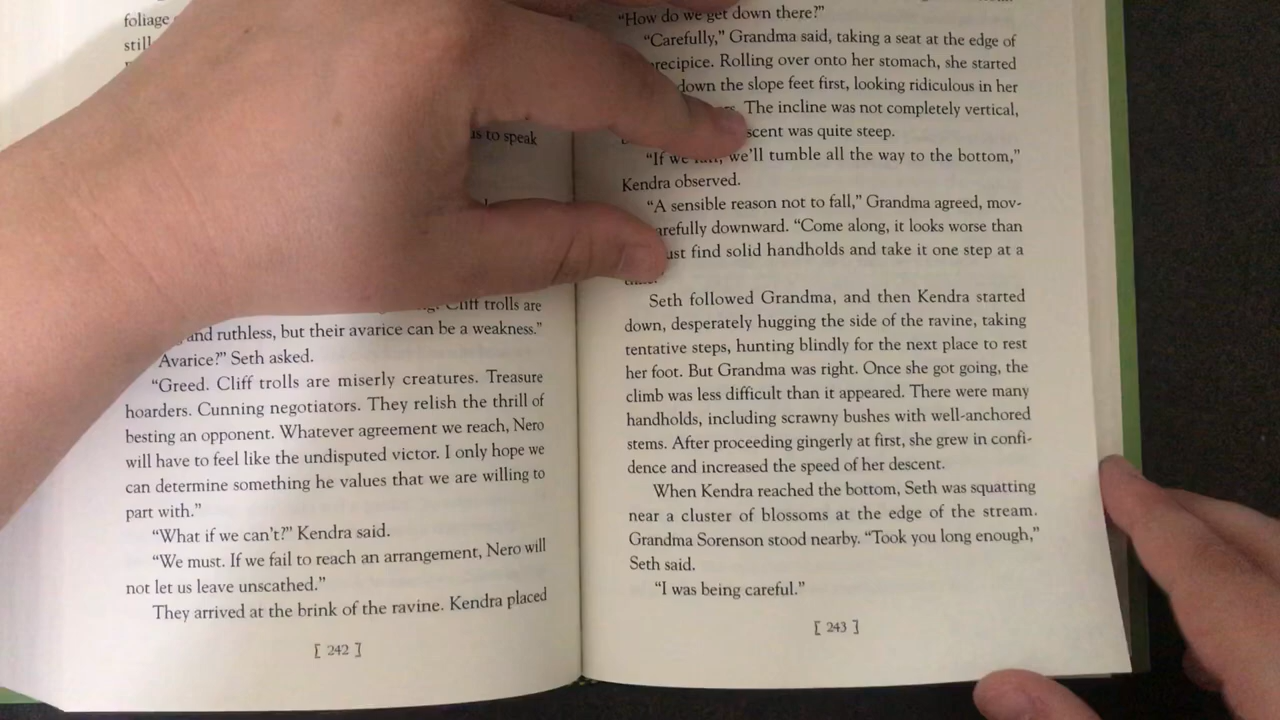 foliage
still
us to speak
Cliff trolls are
and ruthless, but their avarice can be a weakness.”
Avarice?” Seth asked.
“Greed. Cliff trolls are miserly creatures. Treasure
hoarders. Cunning negotiators. They relish the thrill of
besting an opponent. Whatever agreement we reach, Nero
will have to feel like the undisputed victor. I only hope we
can determine something he values that we are willing to
part with.”
“What if we can’t?” Kendra said.
“We must. If we fail to reach an arrangement, Nero will
not let us leave unscathed.”
They arrived at the brink of the ravine. Kendra placed
[ 242 ]
“How do we get down there?”
“Carefully,” Grandma said, taking a seat at the edge of
recipice. Rolling over onto her stomach, she started
down the slope feet first, looking ridiculous in her
The incline was not completely vertical,
scent was quite steep.
“If we we’ll tumble all the way to the bottom,”
Kendra observed.
“A sensible reason not to fall,” Grandma agreed, mov-
arefully downward. “Come along, it looks worse than
ust find solid handholds and take it one step at a
Seth followed Grandma, and then Kendra started
down, desperately hugging the side of the ravine, taking
tentative steps, hunting blindly for the next place to rest
her foot. But Grandma was right. Once she got going, the
climb was less difficult than it appeared. There were many
handholds, including scrawny bushes with well-anchored
stems. After proceeding gingerly at first, she grew in confi-
dence and increased the speed of her descent.
When Kendra reached the bottom, Seth was squatting
near a cluster of blossoms at the edge of the stream.
Grandma Sorenson stood nearby. “Took you long enough,”
Seth said.
“I was being careful.”
[ 243 ]